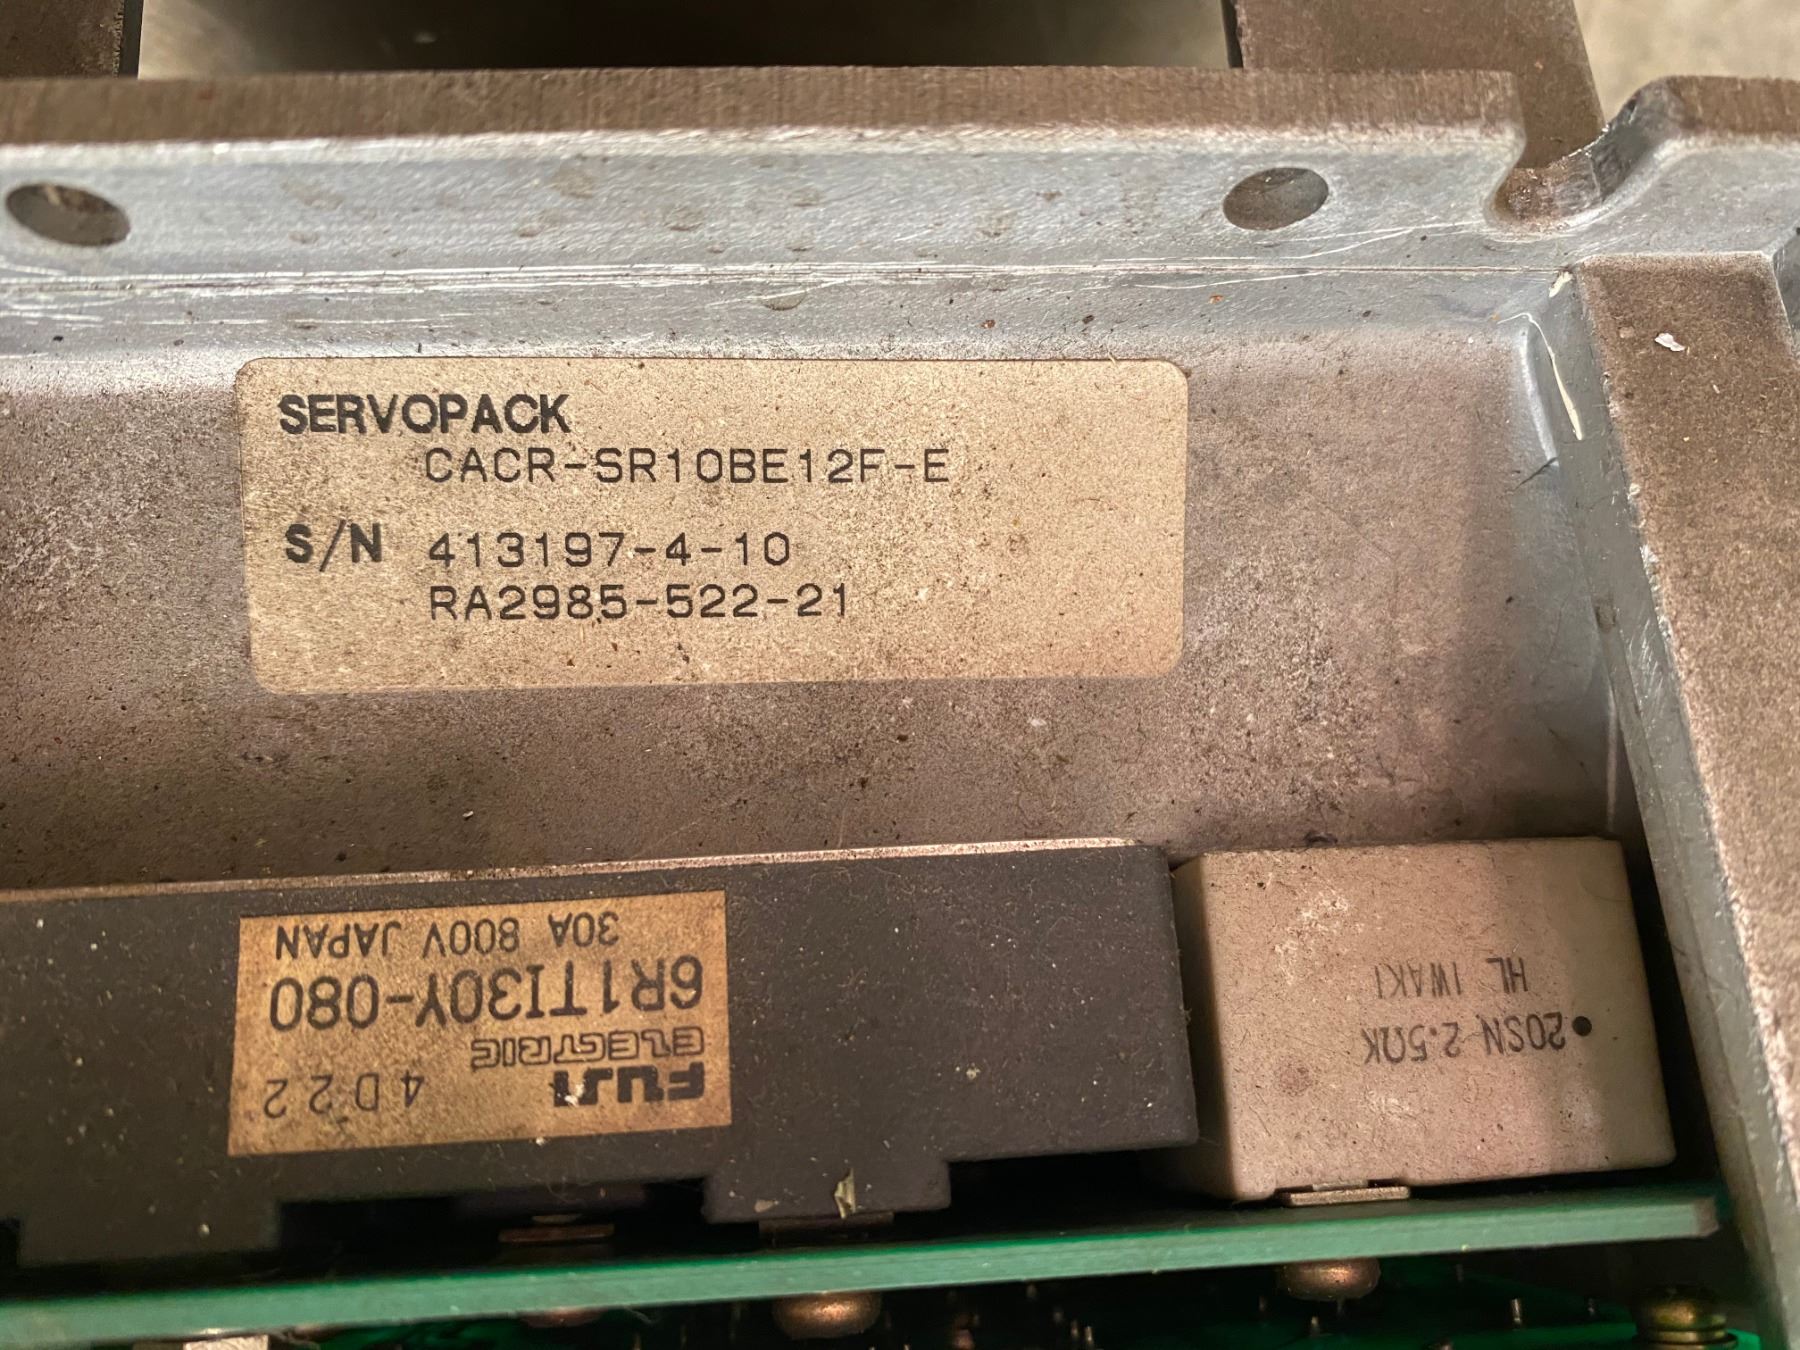 SERVOPACK
CACR-SR10BE12F-E
S/N 413197-4-10
RA2985-522-21
FUJI
ELECTRIC
4D22
6R1TI30Y-080
30A 800V JAPAN
•20SN 2.5ΩK
HL IWAKI